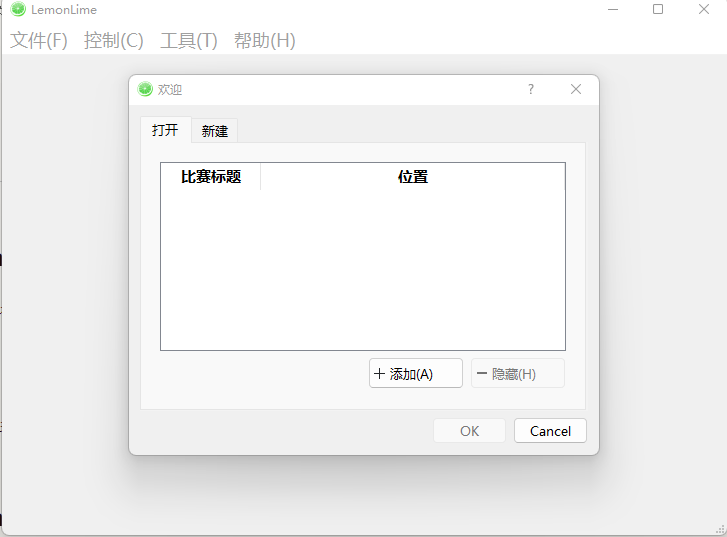 LemonLime
文件(F) 控制(C) 工具(T) 帮助(H)
欢迎
打开 新建
比赛标题 位置
添加(A) 隐藏(H)
OK Cancel